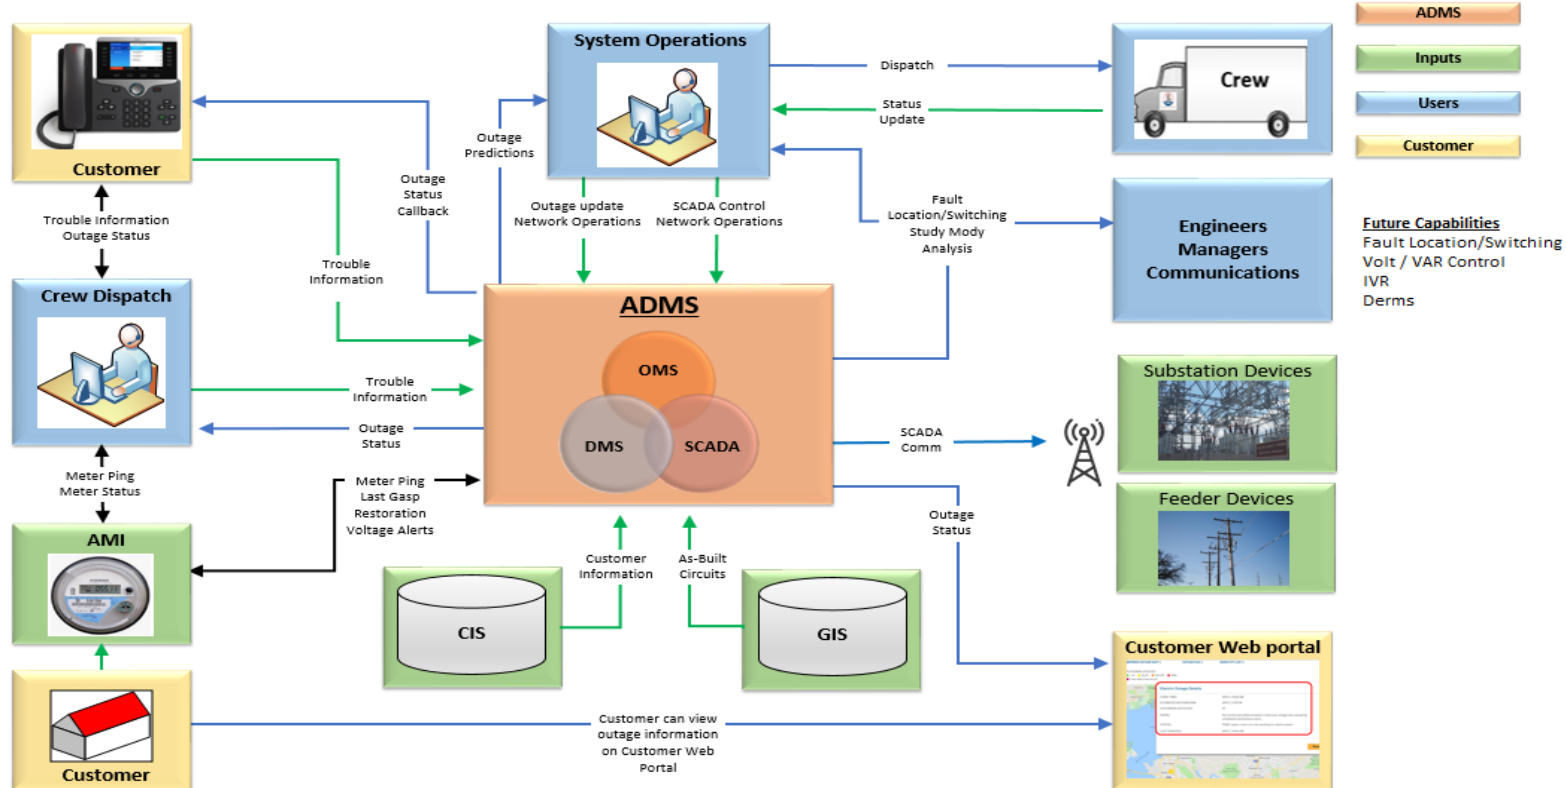 ADMS
Inputs
Users
Customer
Future Capabilities
Fault Location/Switching
Volt / VAR Control
IVR
Derms
Customer
System Operations
Dispatch
Status
Update
Crew
Outage
Predictions
Outage
Status
Callback
Trouble Information
Outage Status
Outage update
Network Operations
SCADA Control
Network Operations
Fault
Location/Switching
Study Mody
Analysis
Engineers
Managers
Communications
Trouble
Information
Crew Dispatch
ADMS
OMS
DMS
SCADA
Trouble
Information
Outage
Status
SCADA
Comm
Substation Devices
Feeder Devices
Meter Ping
Meter Status
Meter Ping
Last Gasp
Restoration
Voltage Alerts
AMI
Customer
Information
As-Built
Circuits
Outage
Status
CIS
GIS
Customer Web portal
Customer can view
outage information
on Customer Web
Portal
Customer